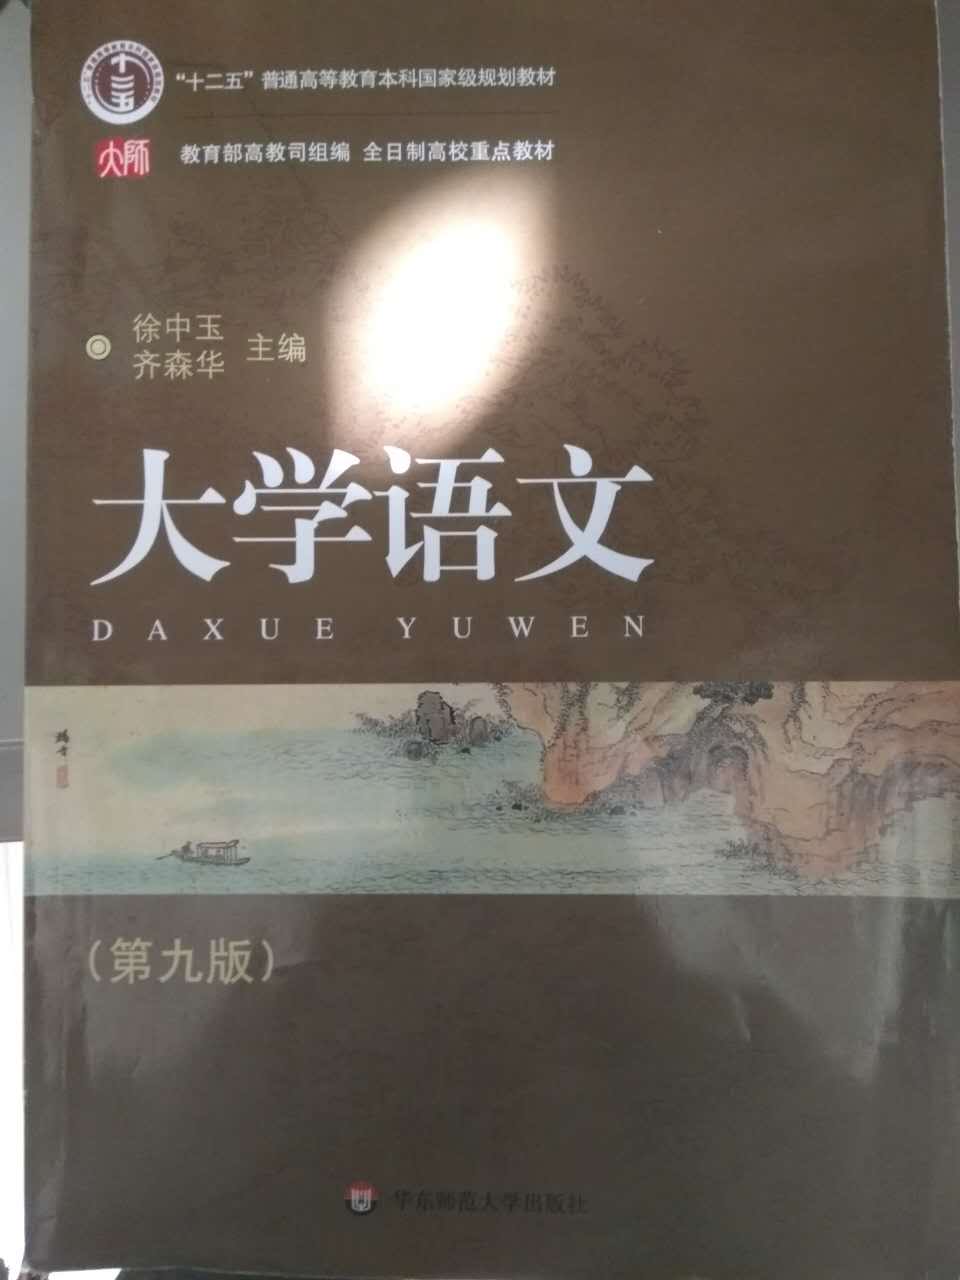 “十二五”普通高等教育本科国家级规划教材
大师
教育部高教司组编 全日制高校重点教材
徐中玉
齐森华
主编
大学语文
DAXUE YUWEN
（第九版）
华东师范大学出版社